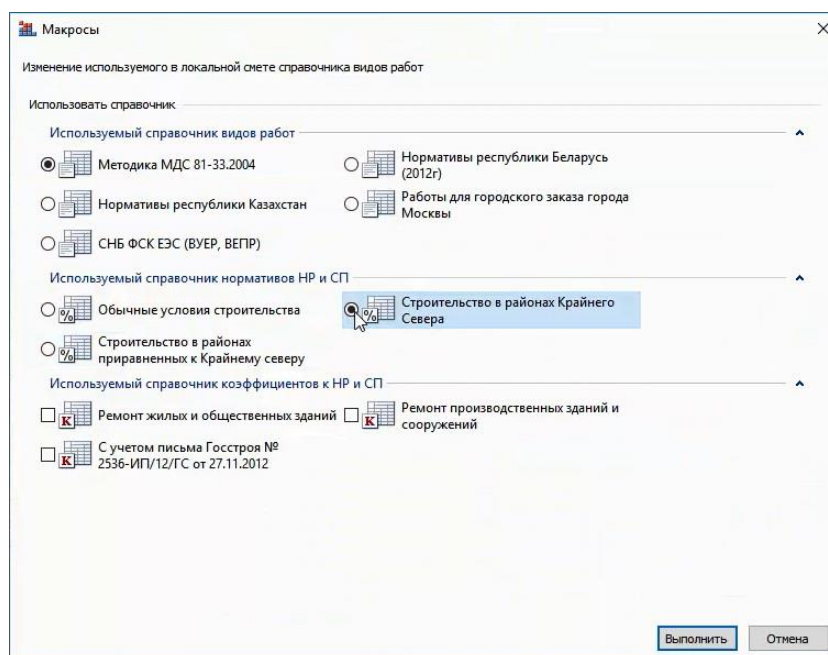 Макросы
Изменение используемого в локальной смете справочника видов работ
Использовать справочник
Используемый справочник видов работ
Методика МДС 81-33.2004
Нормативы республики Беларусь
(2012г)
Нормативы республики Казахстан
Работы для городского заказа города
Москвы
СНБ ФСК ЕЭС (ВУЕР, ВЕПР)
Используемый справочник нормативов НР и СП
Обычные условия строительства
Строительство в районах Крайнего
Севера
Строительство в районах
приравненных к Крайнему северу
Используемый справочник коэффициентов к НР и СП
Ремонт жилых и общественных зданий
Ремонт производственных зданий и
сооружений
С учетом письма Госстроя №
2536-ИП/12/ГС от 27.11.2012
Выполнить
Отмена